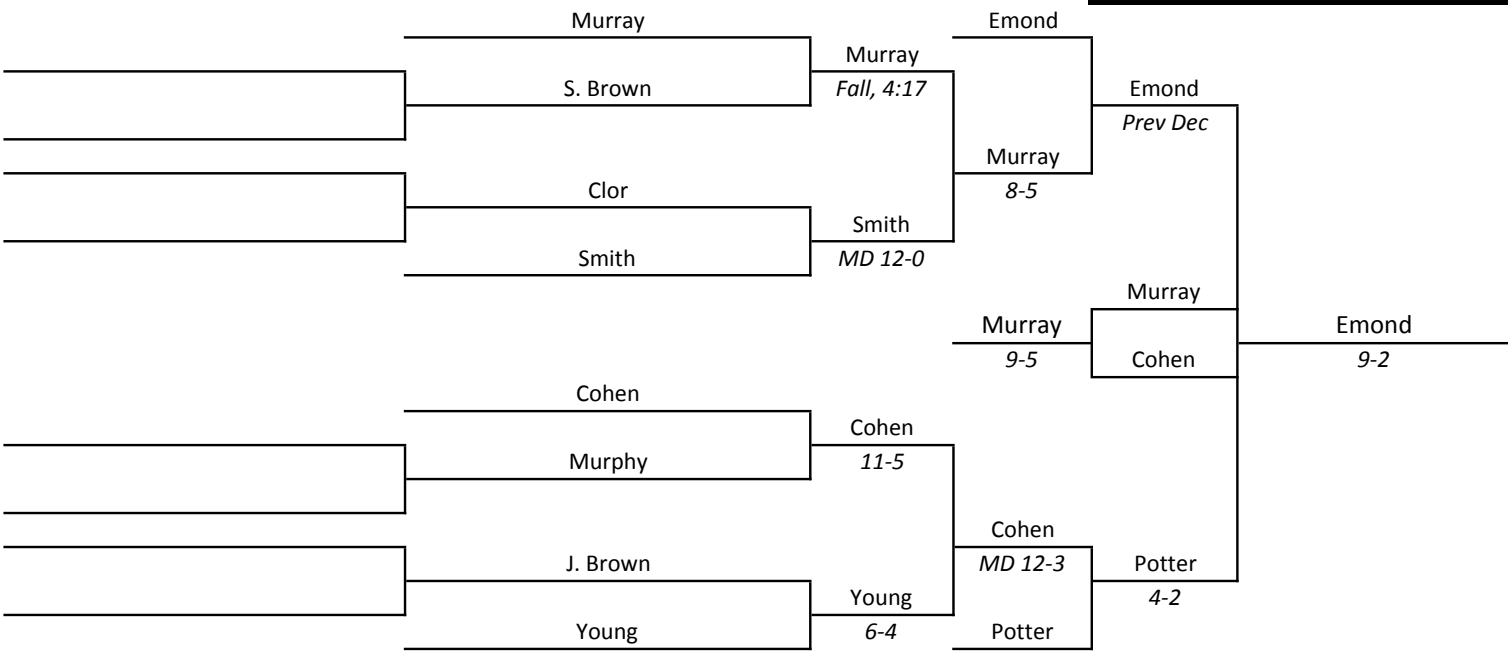 Murray
Emond
Murray
S. Brown
Fall, 4:17
Emond
Prev Dec
Murray
Clor
8-5
Smith
Smith
MD 12-0
Murray
Murray
Emond
9-5
Cohen
9-2
Cohen
Cohen
Murphy
11-5
Cohen
J. Brown
MD 12-3
Potter
Young
4-2
Young
6-4
Potter